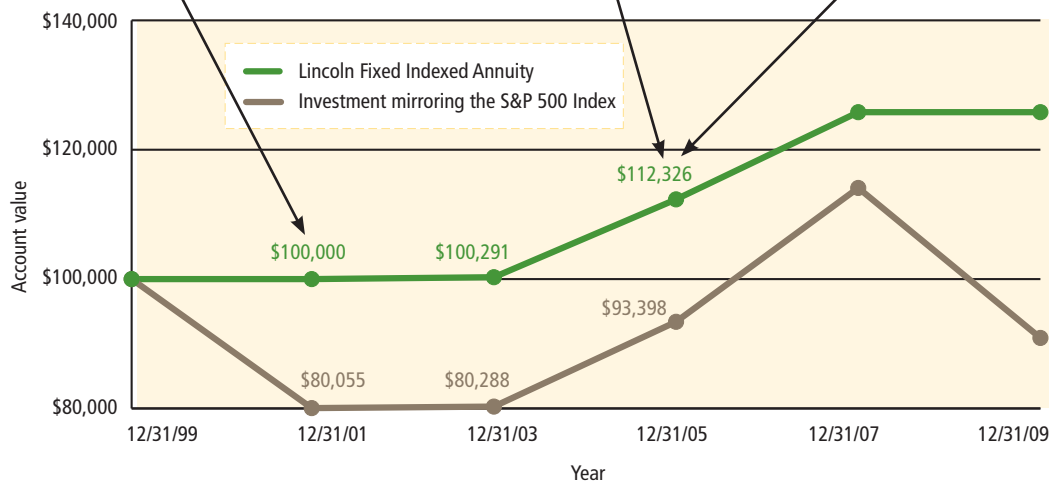 $140,000
Lincoln Fixed Indexed Annuity
Investment mirroring the S&P 500 Index
$120,000
$112,326
Account value
$100,000 $100,291
$100,000
$93,398
$80,055 $80,288
$80,000
12/31/99 12/31/01 12/31/03 12/31/05 12/31/07 12/31/09
Year